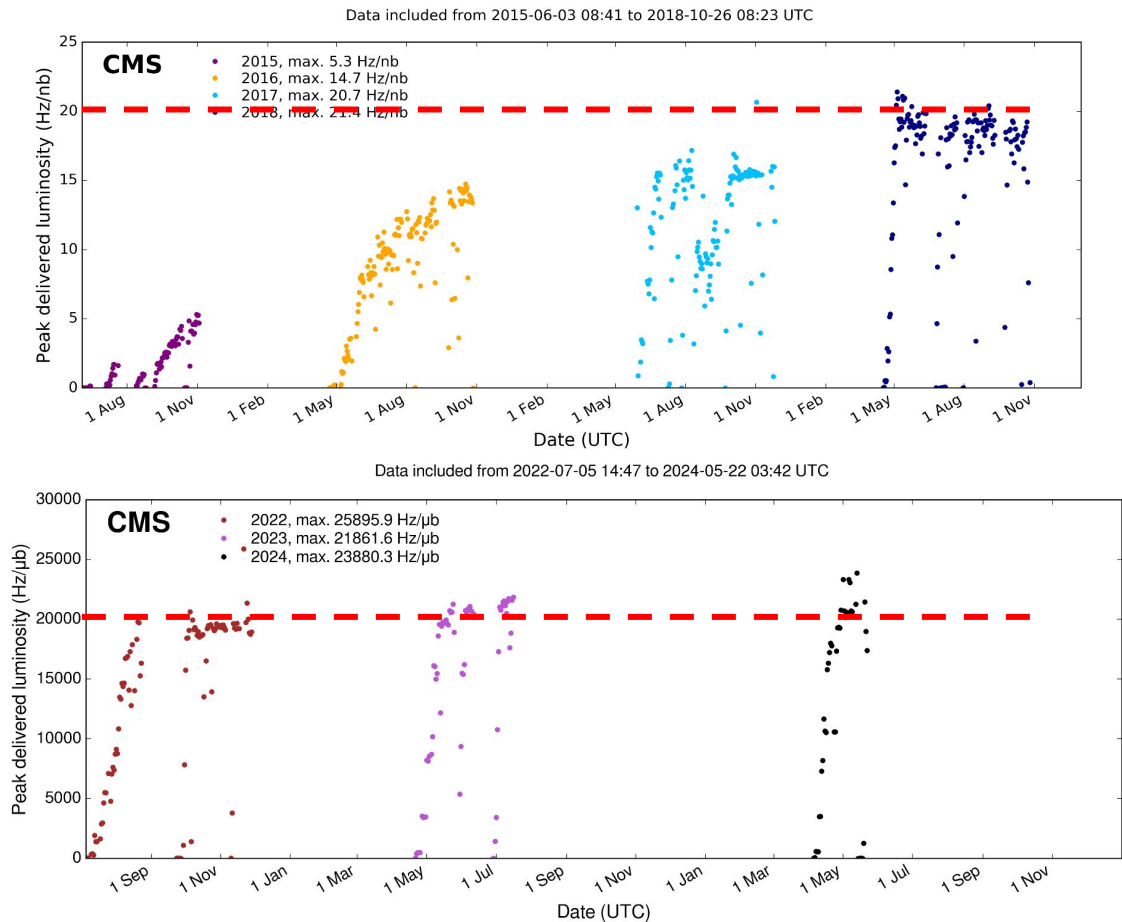 Data included from 2015-06-03 08:41 to 2018-10-26 08:23 UTC
CMS
2015, max. 5.3 Hz/nb
2016, max. 14.7 Hz/nb
2017, max. 20.7 Hz/nb
2018, max. 21.4 Hz/nb
Peak delivered luminosity (Hz/nb)
25
20
15
10
5
0
1 Aug 1 Nov 1 Feb 1 May 1 Aug 1 Nov 1 Feb 1 May 1 Aug 1 Nov 1 Feb 1 May 1 Aug 1 Nov
Date (UTC)
Data included from 2022-07-05 14:47 to 2024-05-22 03:42 UTC
CMS
2022, max. 25895.9 Hz/µb
2023, max. 21861.6 Hz/µb
2024, max. 23880.3 Hz/µb
Peak delivered luminosity (Hz/µb)
30000
25000
20000
15000
10000
5000
0
1 Sep 1 Nov 1 Jan 1 Mar 1 May 1 Jul 1 Sep 1 Nov 1 Jan 1 Mar 1 May 1 Jul 1 Sep 1 Nov
Date (UTC)